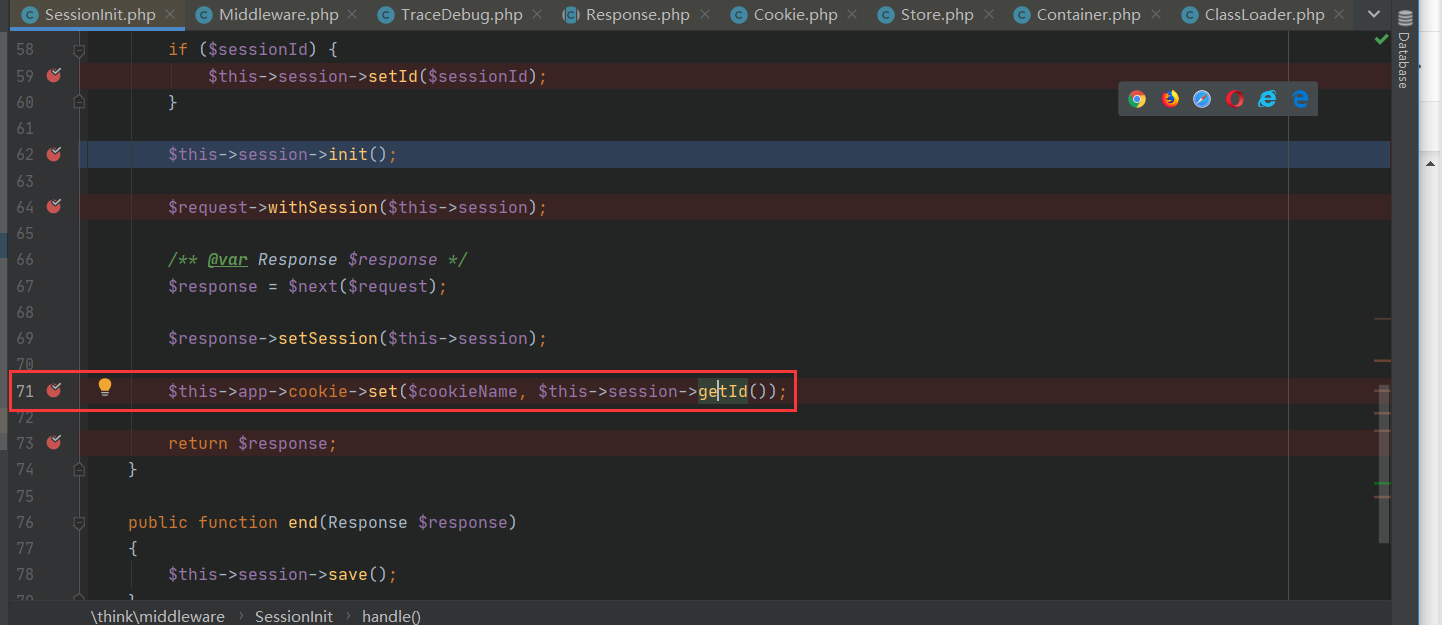 SessionInit.php Middleware.php TraceDebug.php Response.php Cookie.php Store.php Container.php ClassLoader.php
Database
58 if ($sessionId) {
59 $this->session->setId($sessionId);
60 }
61
62 $this->session->init();
63
64 $request->withSession($this->session);
65
66 /** @var Response $response */
67 $response = $next($request);
68
69 $response->setSession($this->session);
70
71 $this->app->cookie->set($cookieName, $this->session->getId());
72
73 return $response;
74 }
75
76 public function end(Response $response)
77 {
78 $this->session->save();
79 }
\think\middleware › SessionInit › handle()